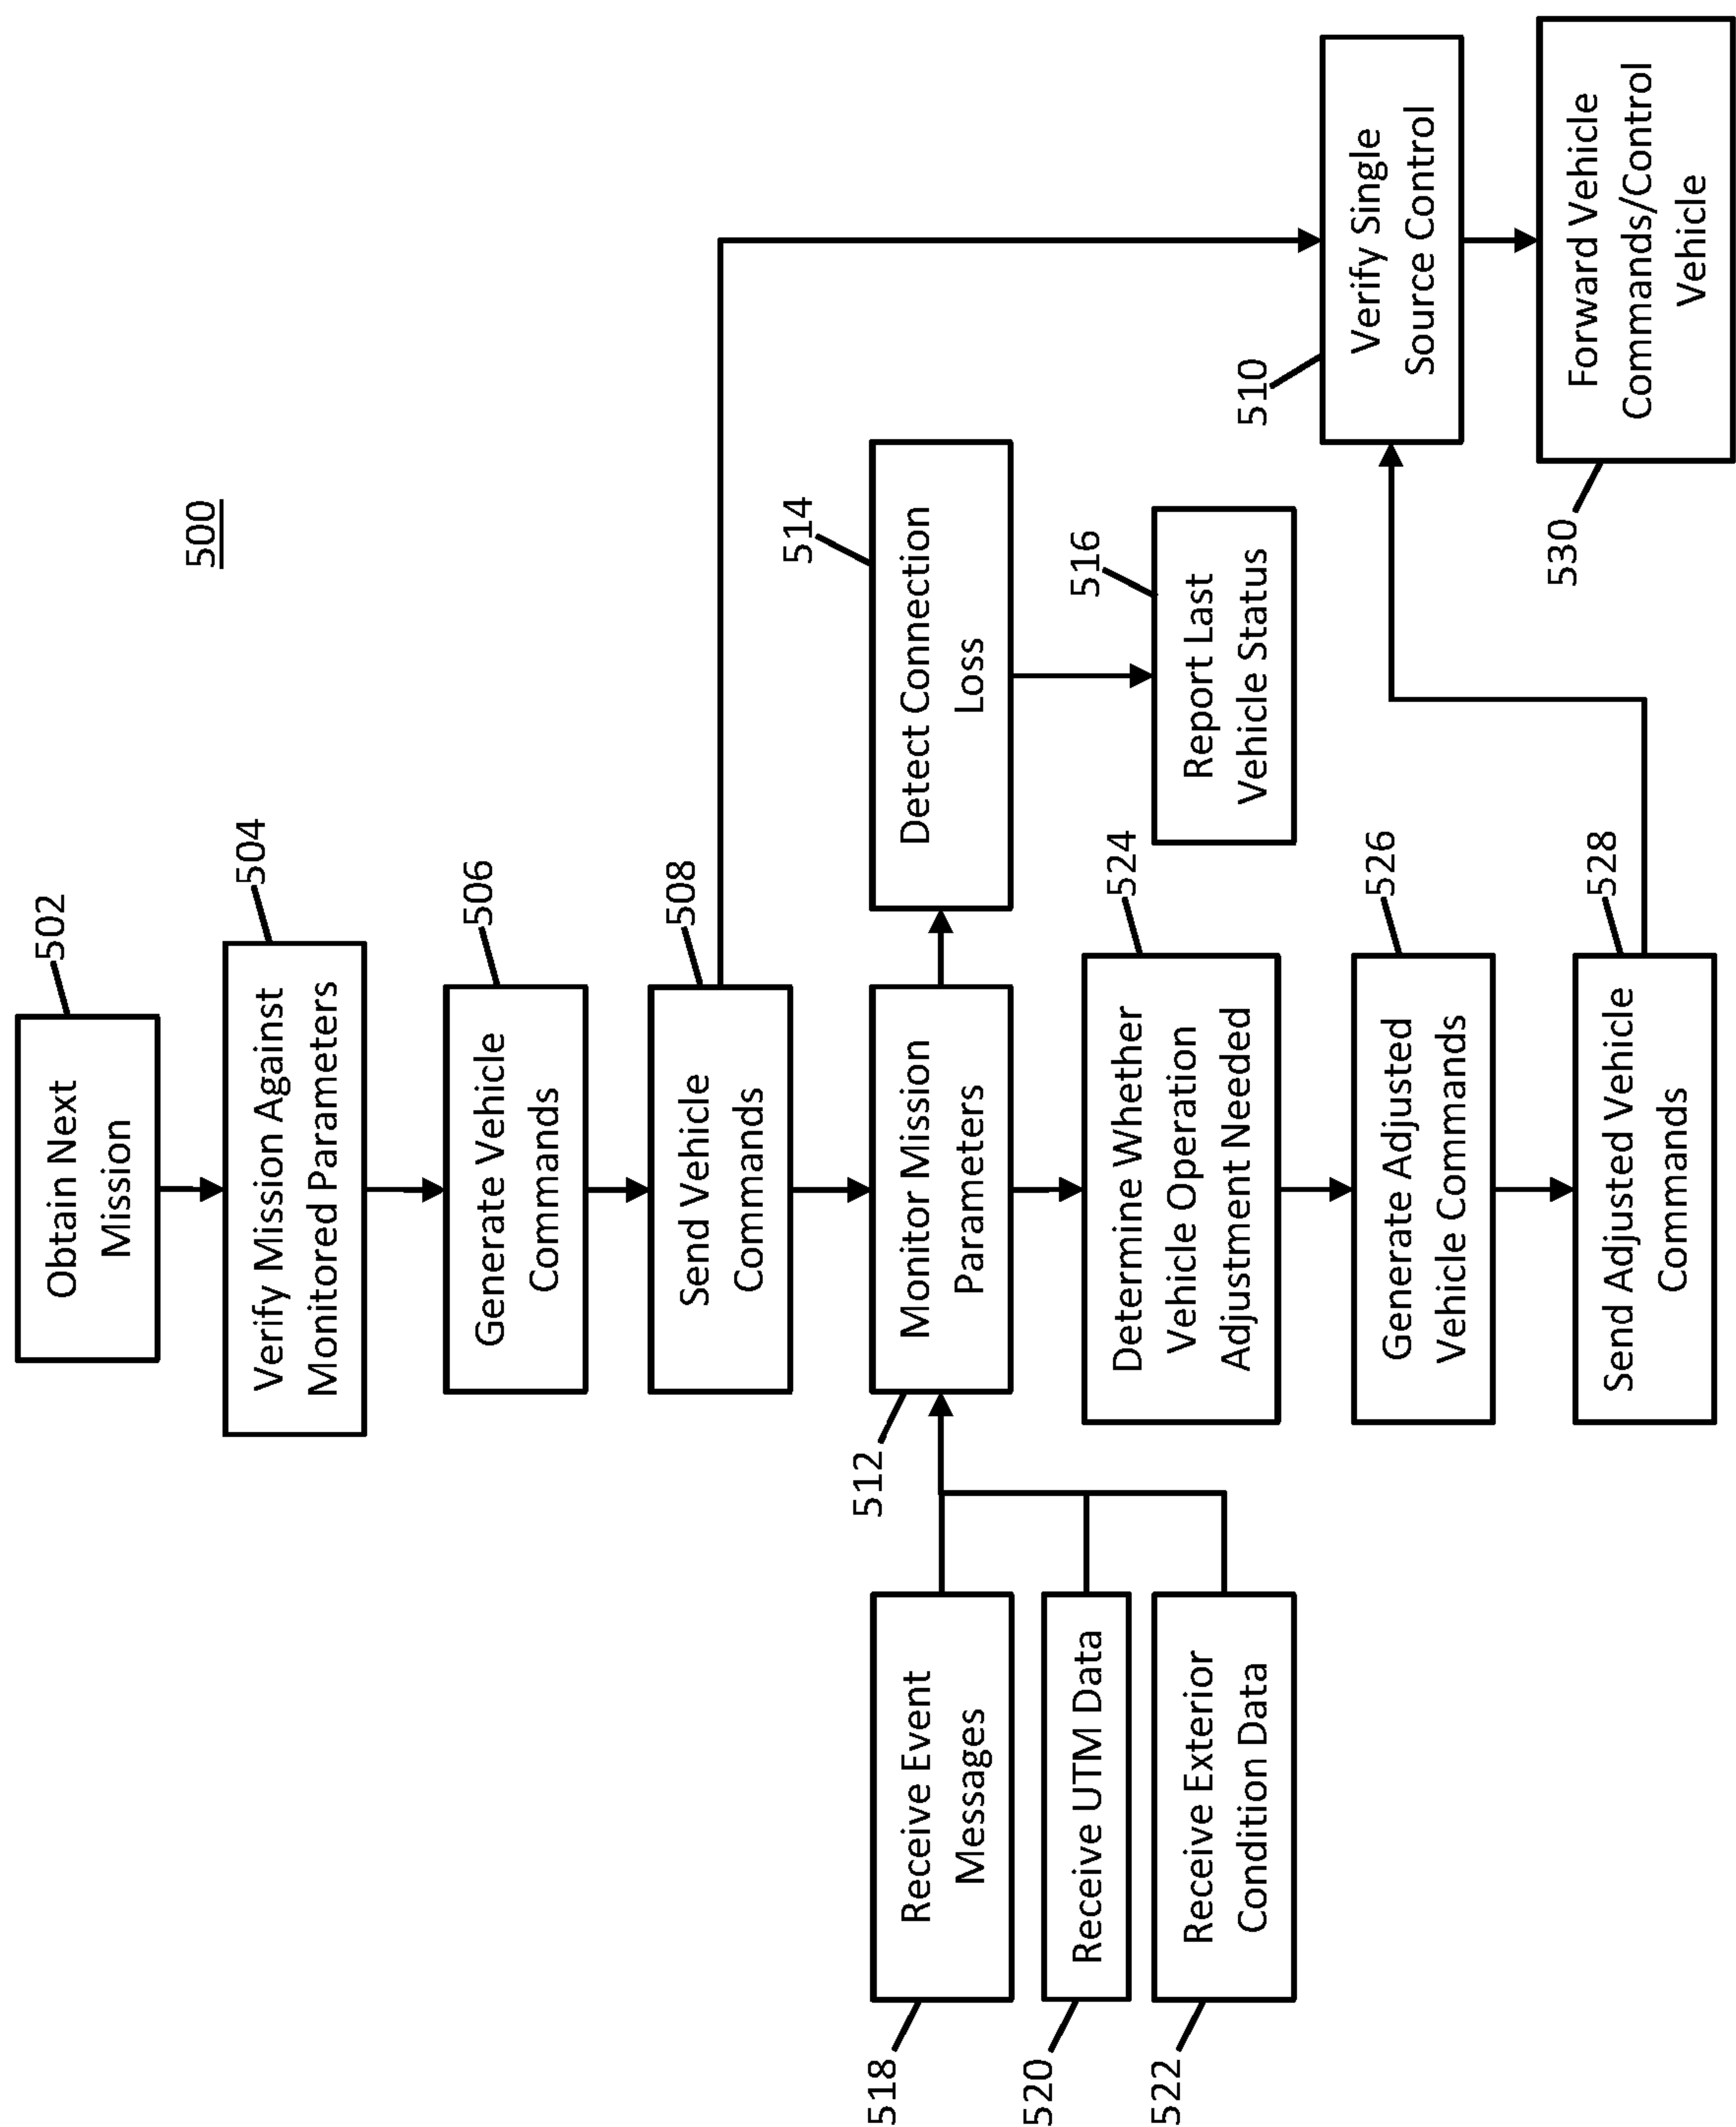 500
502
Obtain Next
Mission
504
Verify Mission Against
Monitored Parameters
506
Generate Vehicle
Commands
508
Send Vehicle
Commands
512
Monitor Mission
Parameters
514
Detect Connection
Loss
516
Report Last
Vehicle Status
518
Receive Event
Messages
520
Receive UTM Data
522
Receive Exterior
Condition Data
524
Determine Whether
Vehicle Operation
Adjustment Needed
526
Generate Adjusted
Vehicle Commands
528
Send Adjusted Vehicle
Commands
510
Verify Single
Source Control
530
Forward Vehicle
Commands/Control
Vehicle